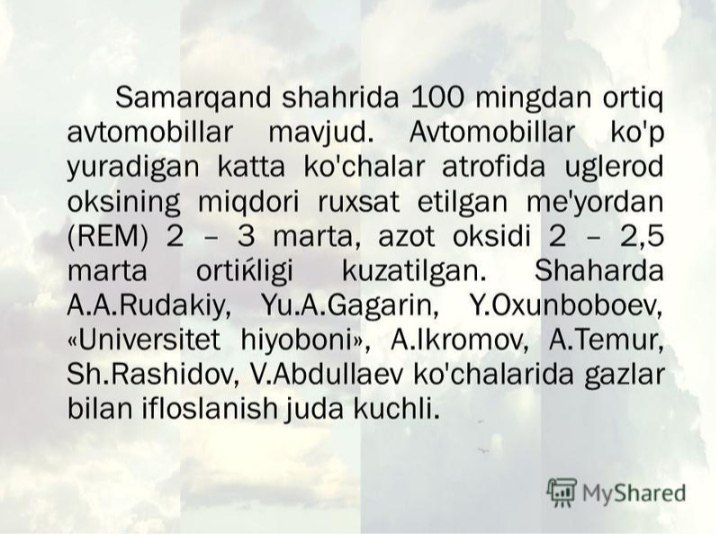 Samarqand shahrida 100 mingdan ortiq
avtomobillar mavjud. Avtomobillar ko'p
yuradigan katta ko'chalar atrofida uglerod
oksining miqdori ruxsat etilgan me'yordan
(REM) 2 – 3 marta, azot oksidi 2 – 2,5
marta ortiḱligi kuzatilgan. Shaharda
A.A.Rudakiy, Yu.A.Gagarin, Y.Oxunboboev,
«Universitet hiyoboni», A.Ikromov, A.Temur,
Sh.Rashidov, V.Abdullaev ko'chalarida gazlar
bilan ifloslanish juda kuchli.
MyShared